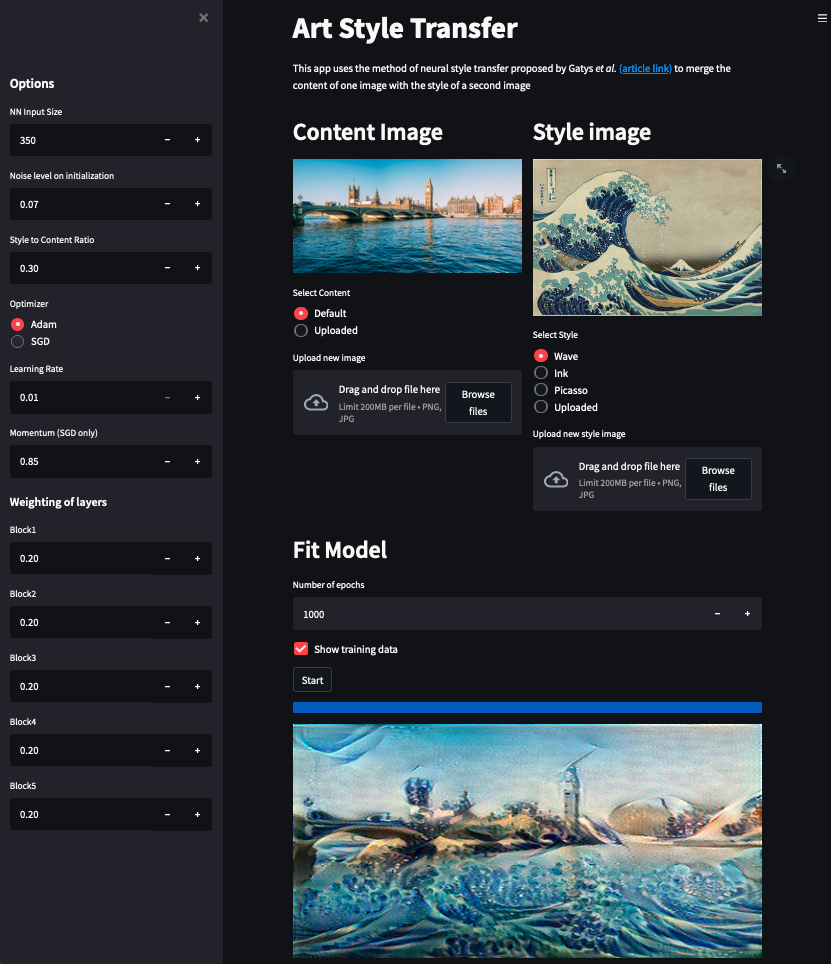 Options
NN Input Size
350 − +
Noise level on initialization
0.07 − +
Style to Content Ratio
0.30 − +
Optimizer
Adam
SGD
Learning Rate
0.01 − +
Momentum (SGD only)
0.85 − +
Weighting of layers
Block1
0.20 − +
Block2
0.20 − +
Block3
0.20 − +
Block4
0.20 − +
Block5
0.20 − +
Art Style Transfer
This app uses the method of neural style transfer proposed by Gatys et al. (article link) to merge the
content of one image with the style of a second image
Content Image
Select Content
Default
Uploaded
Upload new image
Drag and drop file here
Limit 200MB per file • PNG,
JPG
Browse
files
Style image
Select Style
Wave
Ink
Picasso
Uploaded
Upload new style image
Drag and drop file here
Limit 200MB per file • PNG,
JPG
Browse
files
Fit Model
Number of epochs
1000 − +
Show training data
Start